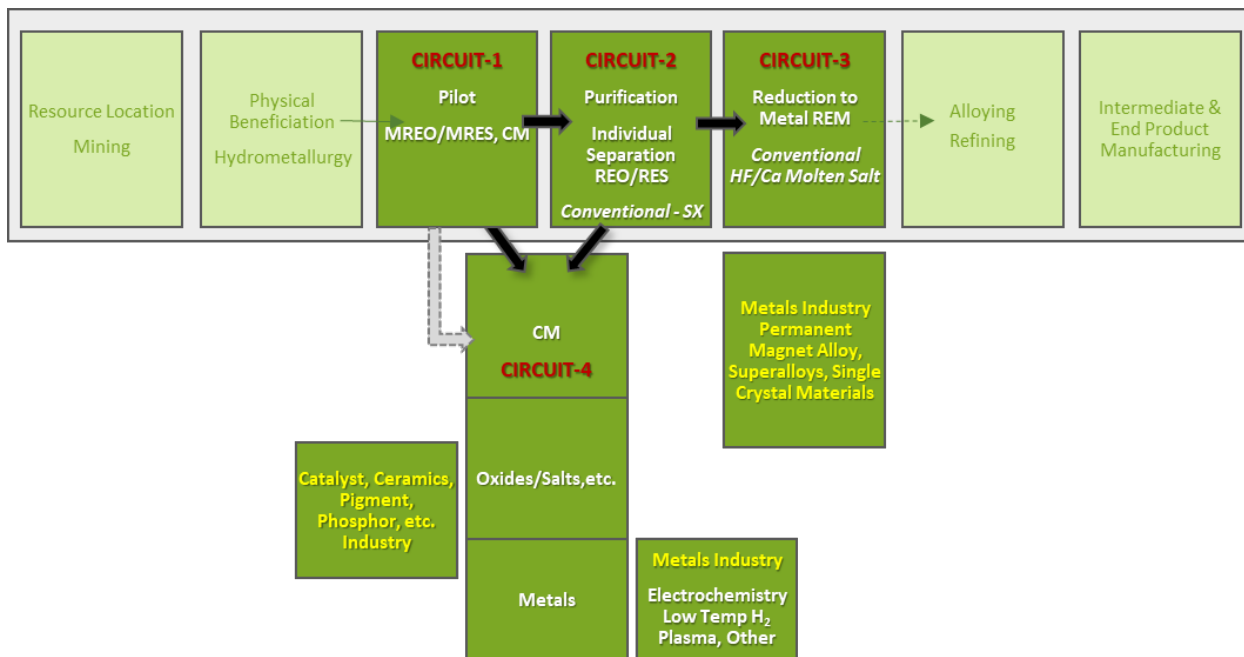 Resource Location
Mining
Physical
Beneficiation
Hydrometallurgy
CIRCUIT-1
Pilot
MREO/MRES, CM
CIRCUIT-2
Purification
Individual
Separation
REO/RES
Conventional - SX
CIRCUIT-3
Reduction to
Metal REM
Conventional
HF/Ca Molten Salt
Alloying
Refining
Intermediate &
End Product
Manufacturing
CM
CIRCUIT-4
Oxides/Salts,etc.
Metals
Metals Industry
Permanent
Magnet Alloy,
Superalloys, Single
Crystal Materials
Catalyst, Ceramics,
Pigment,
Phosphor, etc.
Industry
Metals Industry
Electrochemistry
Low Temp H₂
Plasma, Other